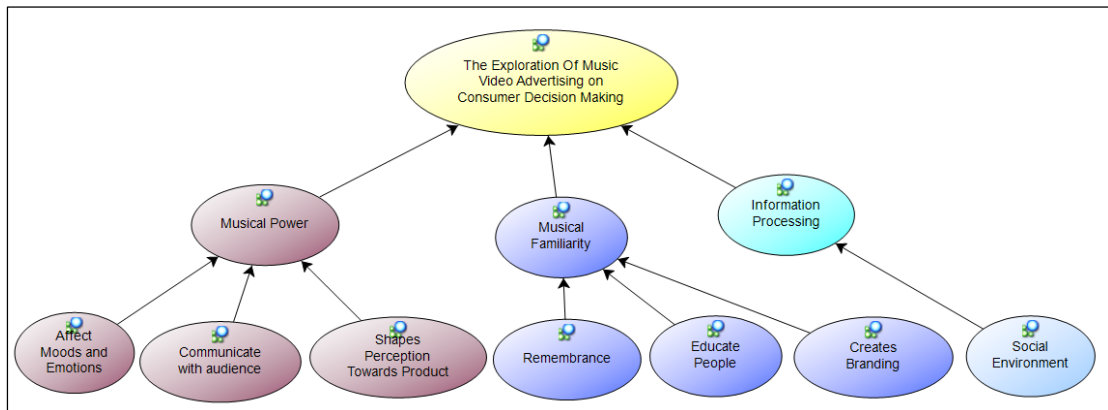 The Exploration Of Music
Video Advertising on
Consumer Decision Making
Musical Power
Musical
Familiarity
Information
Processing
Affect
Moods and
Emotions
Communicate
with audience
Shapes
Perception
Towards Product
Remembrance
Educate
People
Creates
Branding
Social
Environment